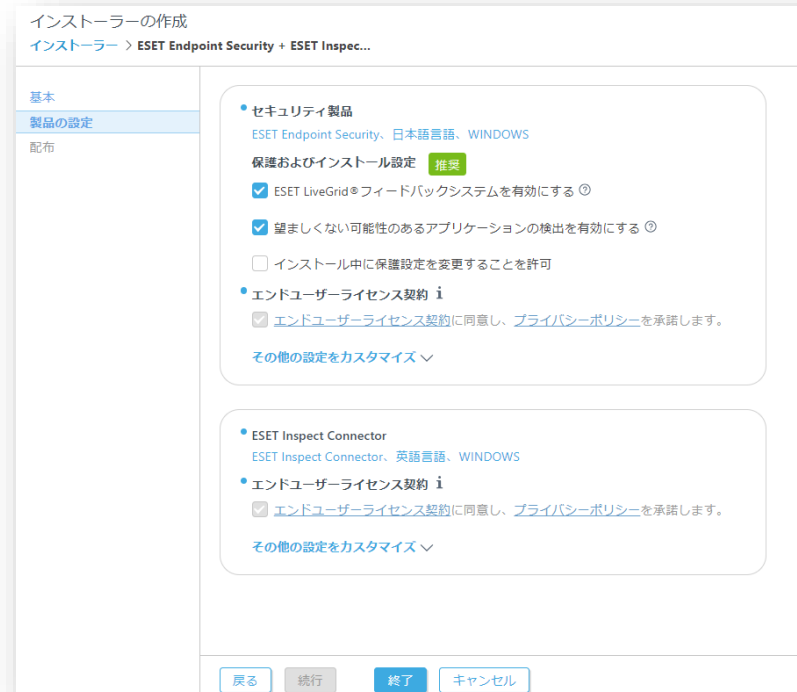 インストーラーの作成
インストーラー > ESET Endpoint Security + ESET Inspec...
基本
製品の設定
配布
セキュリティ製品
ESET Endpoint Security、日本語言語、WINDOWS
保護およびインストール設定 推奨
ESET LiveGrid®フィードバックシステムを有効にする ?
望ましくない可能性のあるアプリケーションの検出を有効にする ?
インストール中に保護設定を変更することを許可
エンドユーザーライセンス契約 i
エンドユーザーライセンス契約に同意し、プライバシーポリシーを承諾します。
その他の設定をカスタマイズ
ESET Inspect Connector
ESET Inspect Connector、英語言語、WINDOWS
エンドユーザーライセンス契約 i
エンドユーザーライセンス契約に同意し、プライバシーポリシーを承諾します。
その他の設定をカスタマイズ
戻る 続行 終了 キャンセル